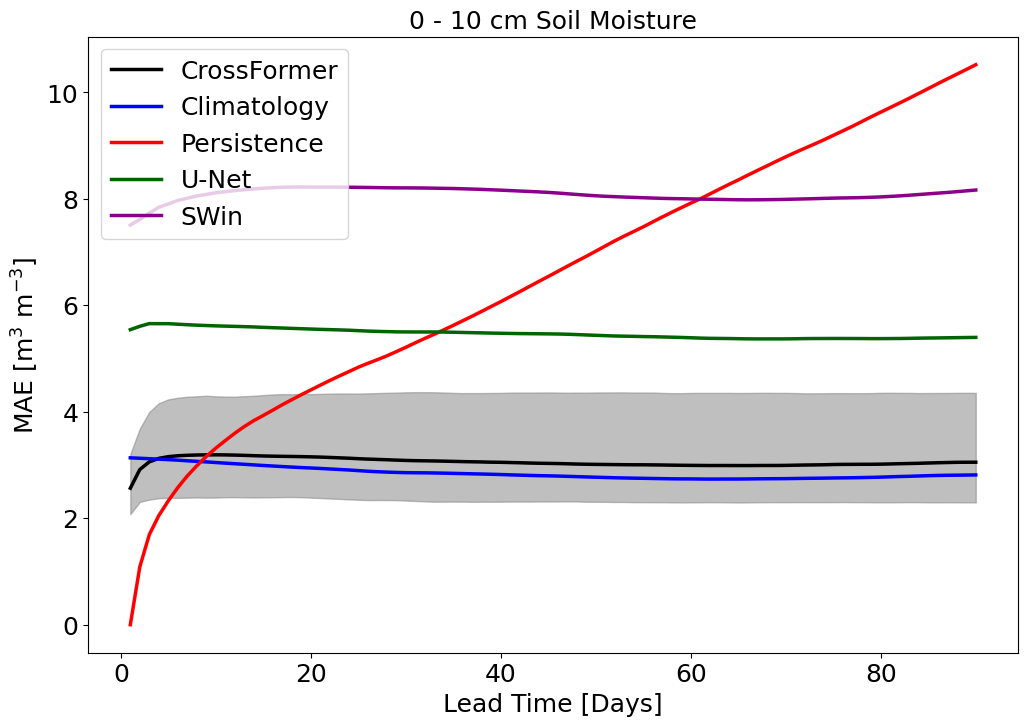 0 - 10 cm Soil Moisture
CrossFormer
Climatology
Persistence
U-Net
SWin
MAE [m³ m⁻³]
10
8
6
4
2
0
0 20 40 60 80
Lead Time [Days]